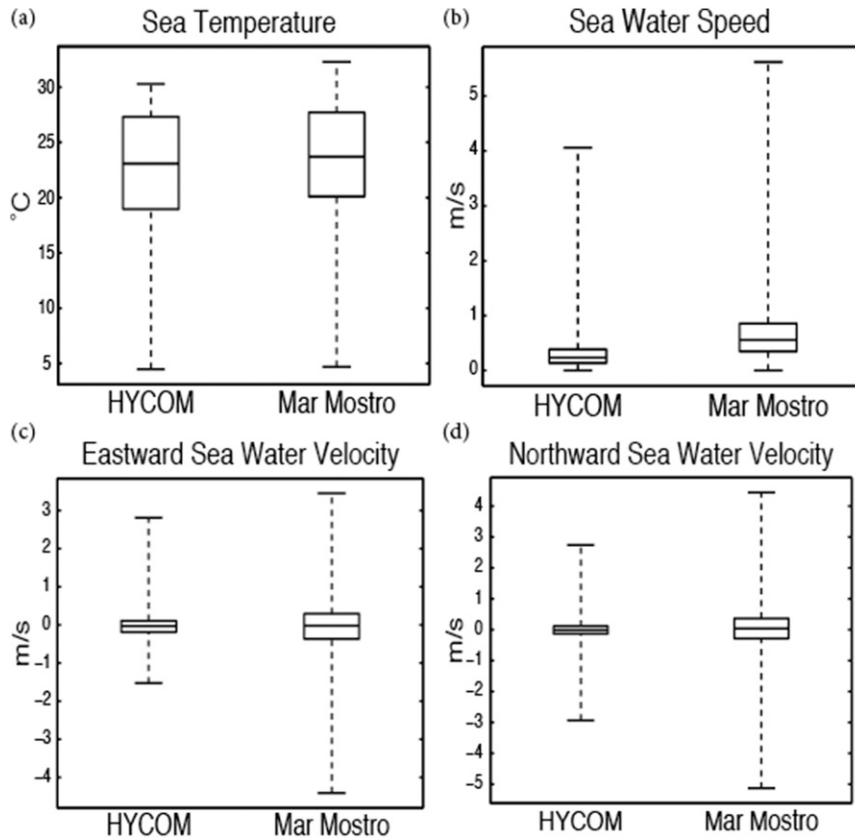 (a)
Sea Temperature
30
25
20
15
10
5
°C
HYCOM
Mar Mostro
(b)
Sea Water Speed
5
4
3
2
1
0
m/s
HYCOM
Mar Mostro
(c)
Eastward Sea Water Velocity
3
2
1
0
−1
−2
−3
−4
m/s
HYCOM
Mar Mostro
(d)
Northward Sea Water Velocity
4
3
2
1
0
−1
−2
−3
−4
−5
m/s
HYCOM
Mar Mostro